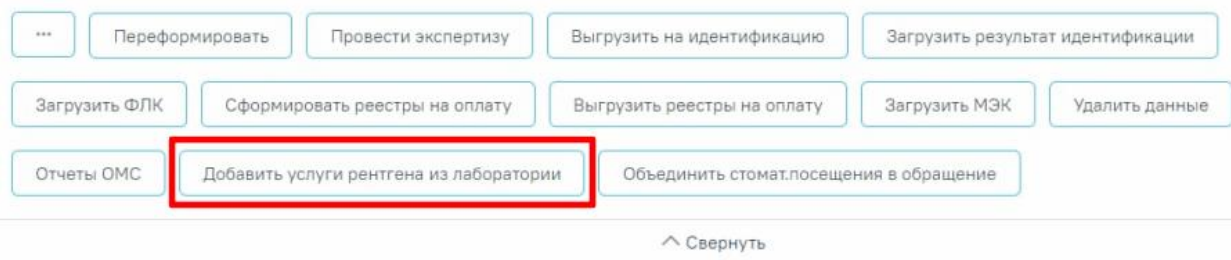 ... Переформировать Провести экспертизу Выгрузить на идентификацию Загрузить результат идентификации
Загрузить ФЛК Сформировать реестры на оплату Выгрузить реестры на оплату Загрузить МЭК Удалить данные
Отчеты ОМС Добавить услуги рентгена из лаборатории Объединить стомат.посещения в обращение
Свернуть